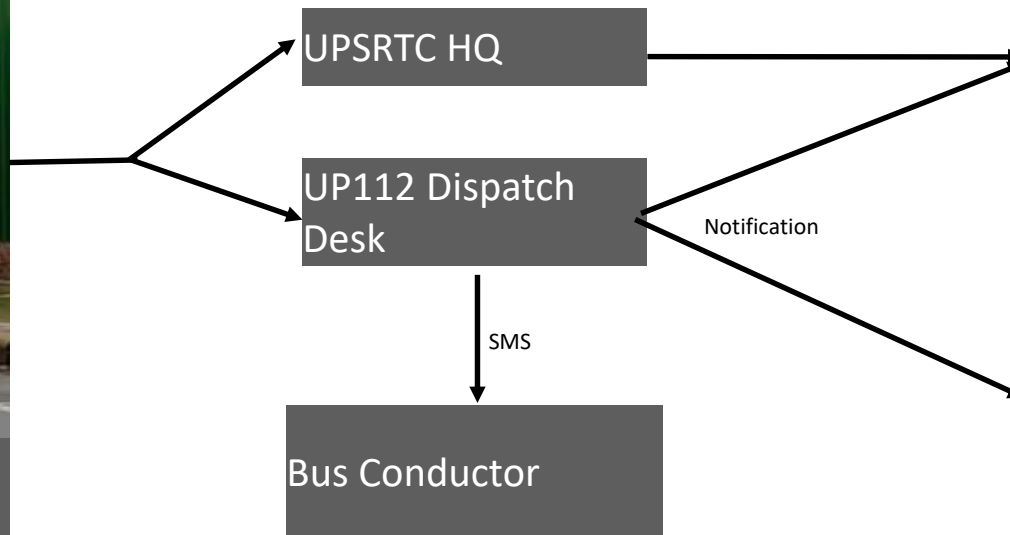 UPSRTC HQ
UP112 Dispatch
Desk
Notification
SMS
Bus Conductor